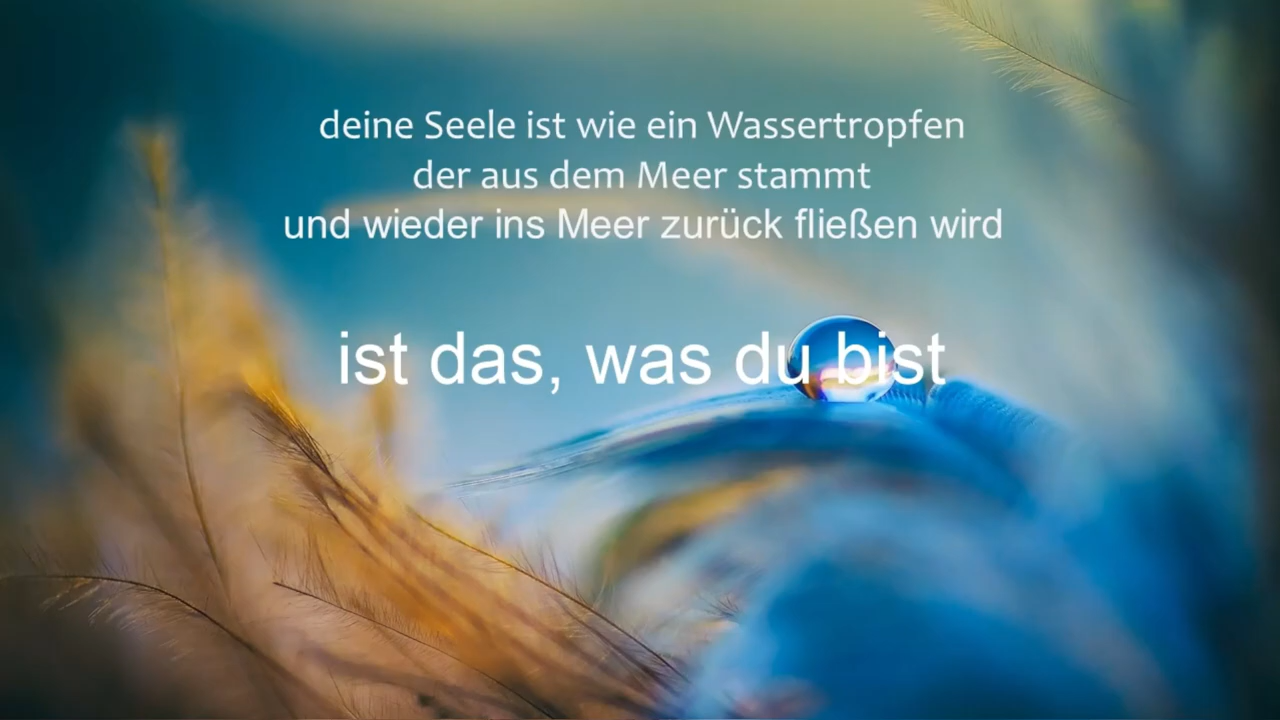 deine Seele ist wie ein Wassertropfen
der aus dem Meer stammt
und wieder ins Meer zurück fließen wird
ist das, was du bist